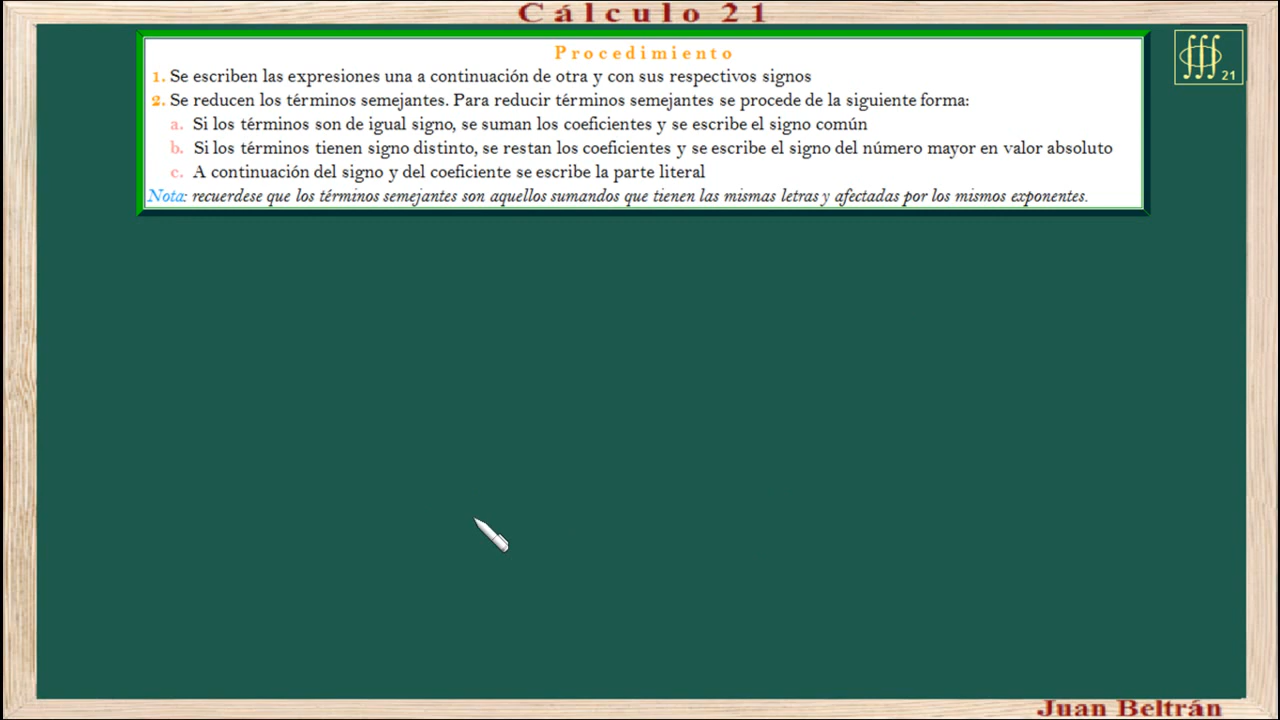 Cálculo 21
Procedimiento
1. Se escriben las expresiones una a continuación de otra y con sus respectivos signos
2. Se reducen los términos semejantes. Para reducir términos semejantes se procede de la siguiente forma:
a. Si los términos son de igual signo, se suman los coeficientes y se escribe el signo común
b. Si los términos tienen signo distinto, se restan los coeficientes y se escribe el signo del número mayor en valor absoluto
c. A continuación del signo y del coeficiente se escribe la parte literal
Nota: recuerdese que los términos semejantes son aquellos sumandos que tienen las mismas letras y afectadas por los mismos exponentes.
∯∫ 21
Juan Beltrán